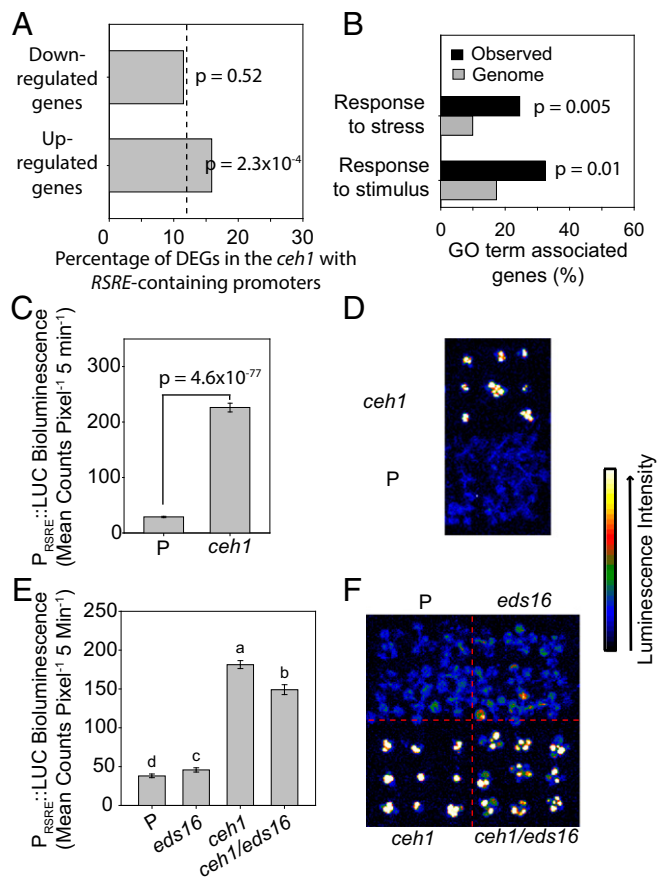 A
Down-
regulated
genes
p = 0.52
Up-
regulated
genes
p = 2.3x10⁻⁴
0 10 20 30
Percentage of DEGs in the ceh1 with
RSRE-containing promoters
B
Observed
Genome
Response
to stress
p = 0.005
Response
to stimulus
p = 0.01
0 20 40 60
GO term associated
genes (%)
C
P_RSRE::LUC Bioluminescence
(Mean Counts Pixel⁻¹ 5 min⁻¹)
300
200
100
0
p = 4.6x10⁻⁷⁷
P ceh1
D
ceh1
P
Luminescence Intensity
E
P_RSRE::LUC Bioluminescence
(Mean Counts Pixel⁻¹ 5 Min⁻¹)
250
200
150
100
50
0
d c a b
P eds16 ceh1 ceh1/eds16
F
P eds16
ceh1 ceh1/eds16